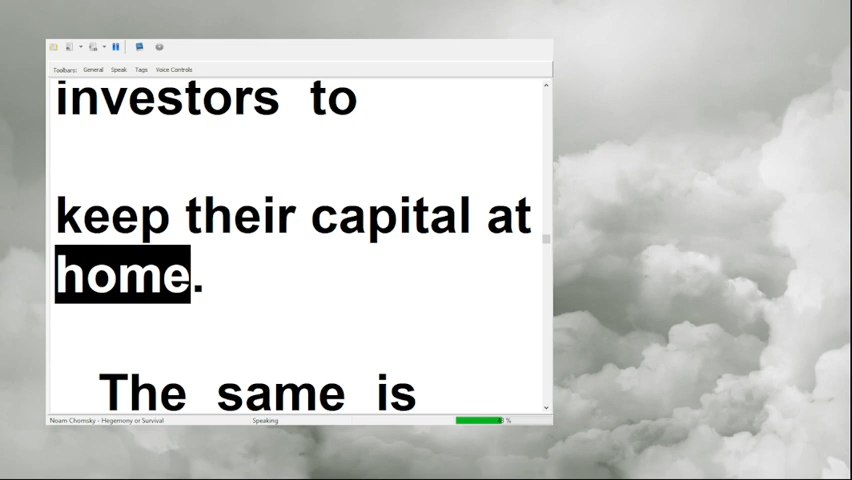 Toolbars: General Speak Tags Voice Controls
investors to
keep their capital at
home.
The same is
Noam Chomsky - Hegemony or Survival Speaking %